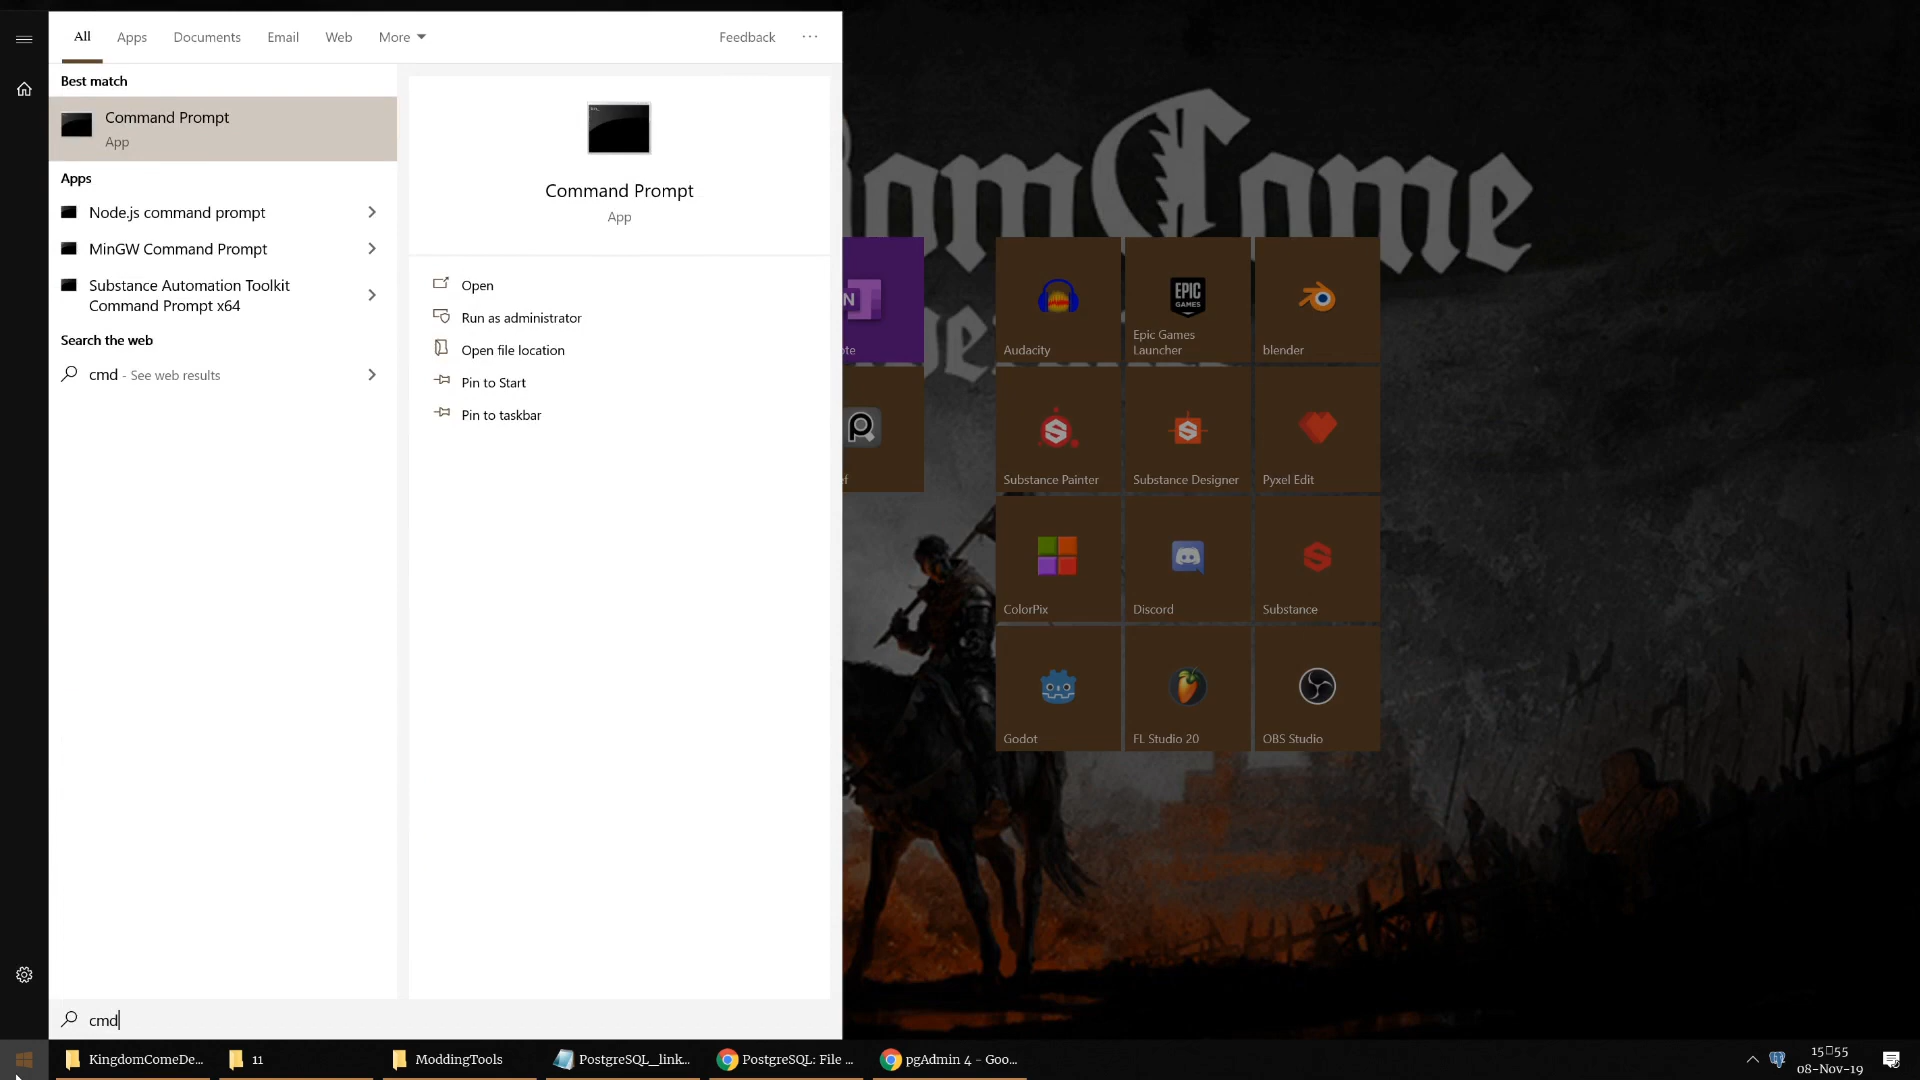 All
Apps
Documents
Email
Web
More
Feedback
Best match
Command Prompt
App
Apps
Node.js command prompt
MinGW Command Prompt
Substance Automation Toolkit
Command Prompt x64
Search the web
cmd - See web results
Command Prompt
App
Open
Run as administrator
Open file location
Pin to Start
Pin to taskbar
omCome
N
Audacity
EPIC
GAMES
Epic Games
Launcher
blender
Substance Painter
Substance Designer
Pyxel Edit
ColorPix
Discord
Substance
Godot
FL Studio 20
OBS Studio
cmd
KingdomComeDe...
11
ModdingTools
PostgreSQL_link...
PostgreSQL: File ...
pgAdmin 4 - Goo...
15▯55
08-Nov-19